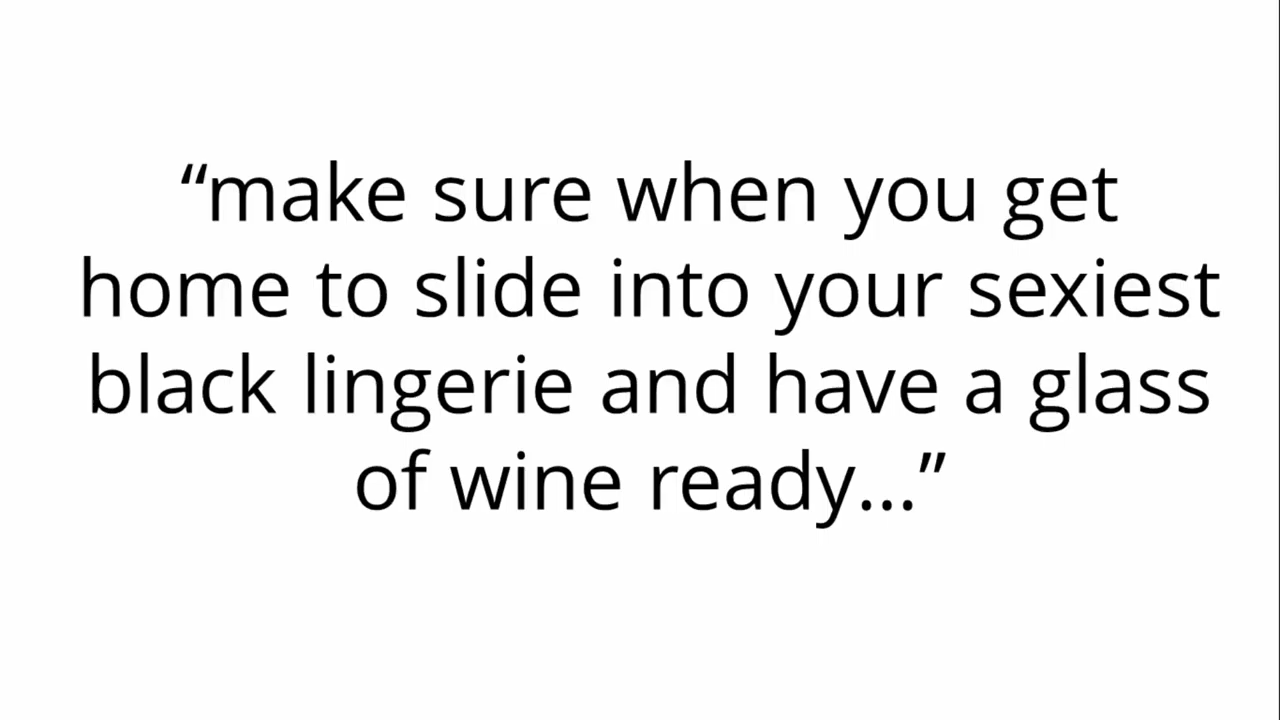 “make sure when you get
home to slide into your sexiest
black lingerie and have a glass
of wine ready...”